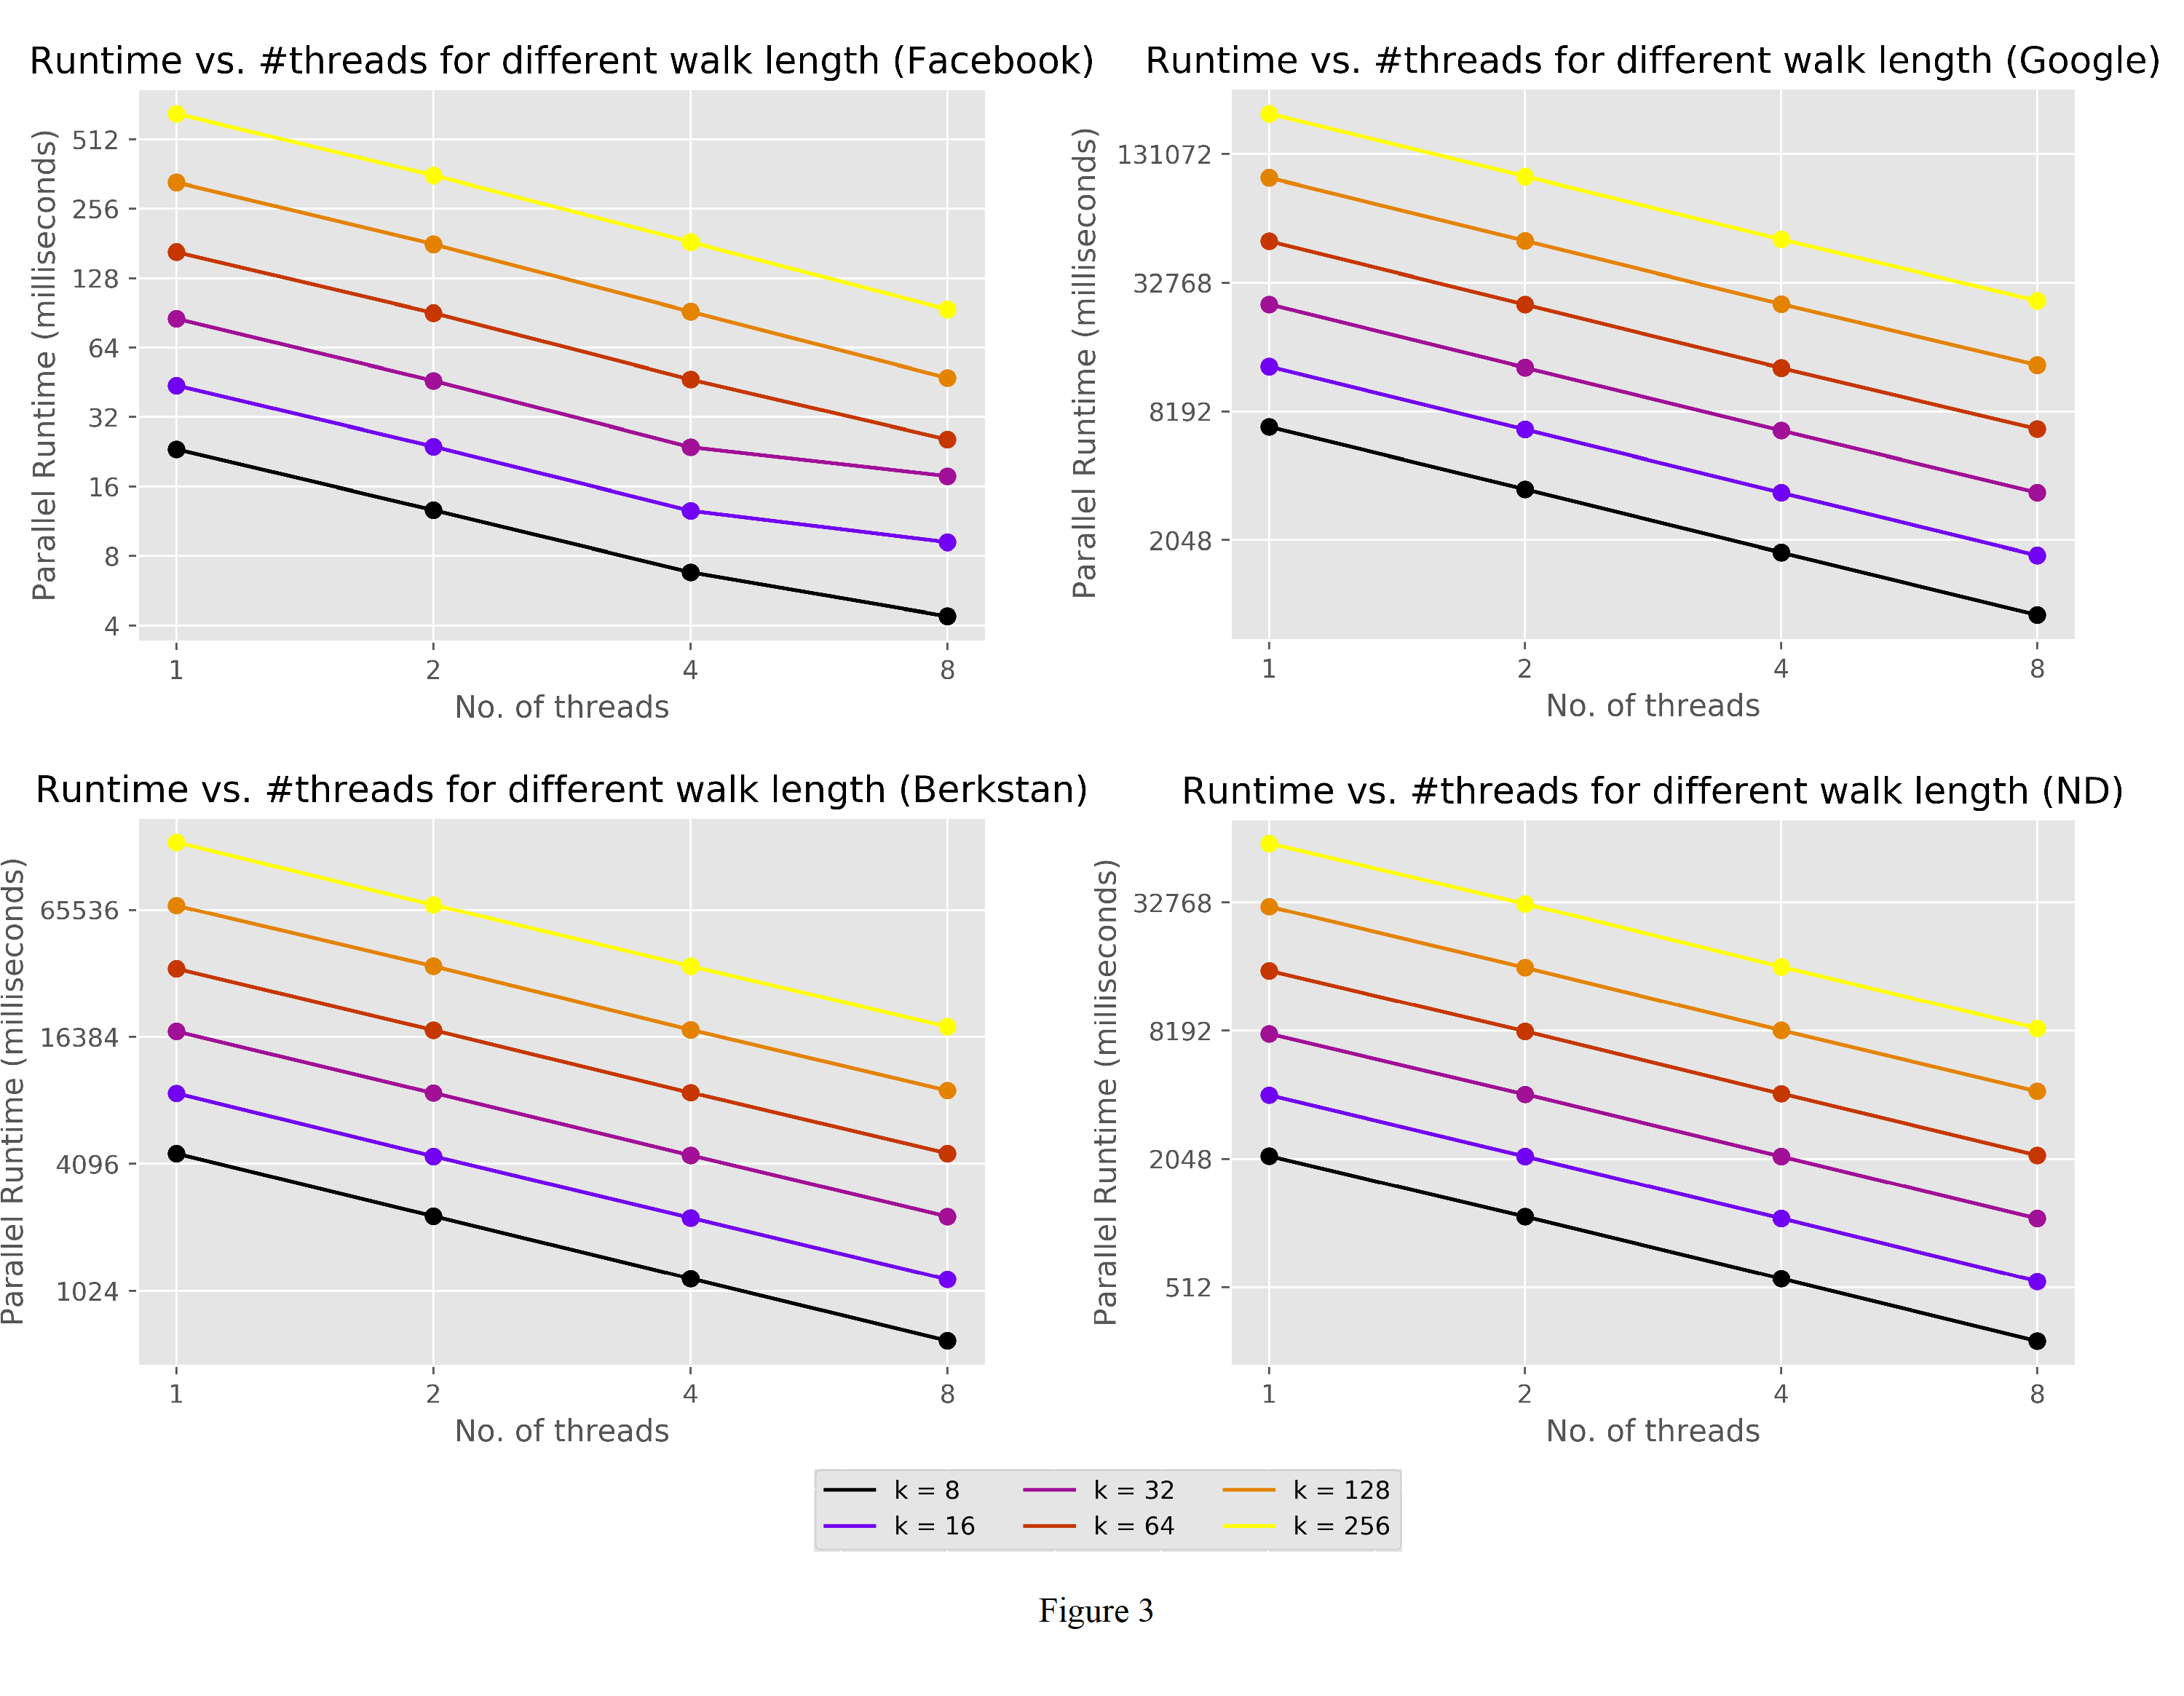 Runtime vs. #threads for different walk length (Facebook)
Parallel Runtime (milliseconds)
512
256
128
64
32
16
8
4
1 2 4 8
No. of threads
Runtime vs. #threads for different walk length (Google)
Parallel Runtime (milliseconds)
131072
32768
8192
2048
1 2 4 8
No. of threads
Runtime vs. #threads for different walk length (Berkstan)
Parallel Runtime (milliseconds)
65536
16384
4096
1024
1 2 4 8
No. of threads
Runtime vs. #threads for different walk length (ND)
Parallel Runtime (milliseconds)
32768
8192
2048
512
1 2 4 8
No. of threads
k = 8 k = 32 k = 128
k = 16 k = 64 k = 256
Figure 3